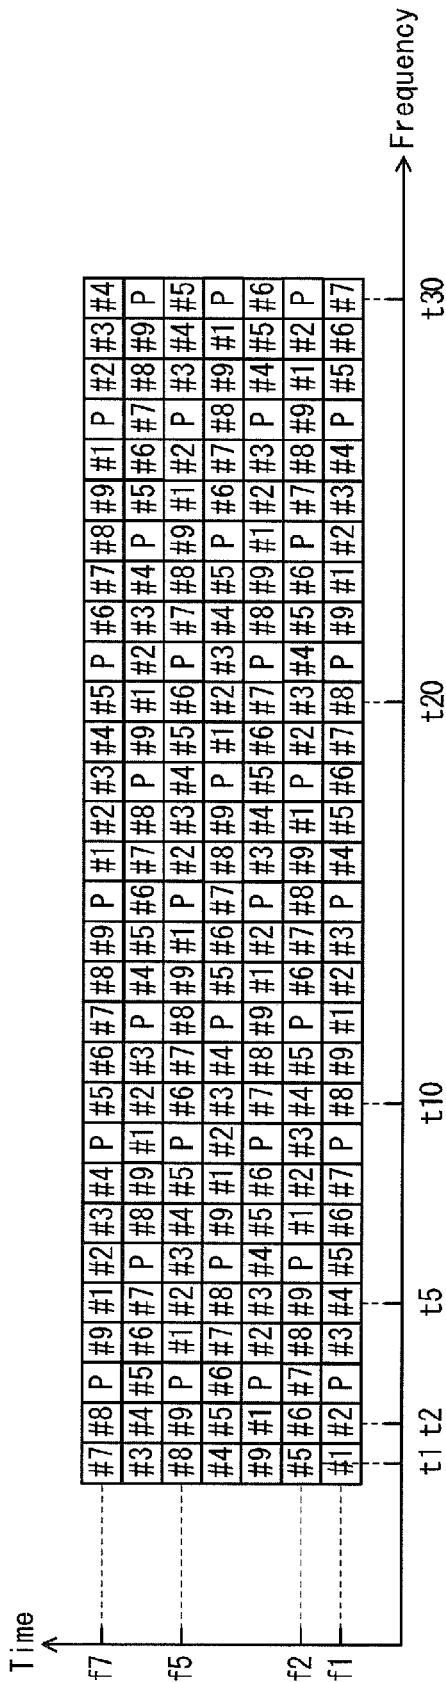 Time
f7 #7 #8 P #9 #1 #2 #3 #4 P #5 #6 #7 #8 #9 P #1 #2 #3 #4 #5 P #6 #7 #8 #9 #1 P #2 #3 #4
#3 #4 #5 #6 #7 P #8 #9 #1 #2 #3 P #4 #5 #6 #7 #8 P #9 #1 #2 #3 #4 P #5 #6 #7 #8 #9 P
f5 #8 #9 P #1 #2 #3 #4 #5 P #6 #7 #8 #9 #1 P #2 #3 #4 #5 #6 P #7 #8 #9 #1 #2 P #3 #4 #5
#4 #5 #6 #7 #8 P #9 #1 #2 #3 #4 P #5 #6 #7 #8 #9 P #1 #2 #3 #4 #5 P #6 #7 #8 #9 #1 P
#9 #1 P #2 #3 #4 #5 #6 P #7 #8 #9 #1 #2 P #3 #4 #5 #6 #7 P #8 #9 #1 #2 #3 P #4 #5 #6
f2 #5 #6 #7 #8 #9 P #1 #2 #3 #4 #5 P #6 #7 #8 #9 #1 P #2 #3 #4 #5 #6 P #7 #8 #9 #1 #2 P
f1 #1 #2 P #3 #4 #5 #6 #7 P #8 #9 #1 #2 #3 P #4 #5 #6 #7 #8 P #9 #1 #2 #3 #4 P #5 #6 #7
Frequency
t1 t2 t5 t10 t20 t30